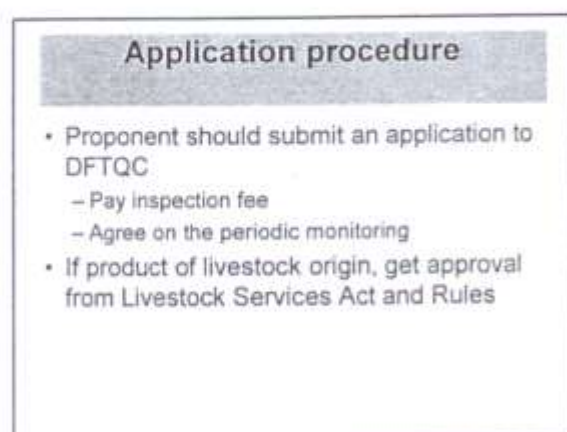 Application procedure
• Proponent should submit an application to
DFTQC
– Pay inspection fee
– Agree on the periodic monitoring
• If product of livestock origin, get approval
from Livestock Services Act and Rules